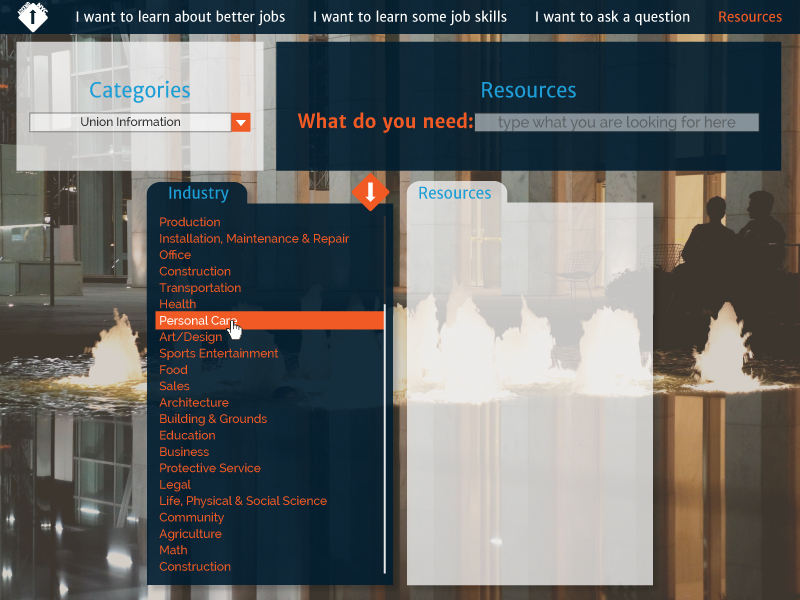 I want to learn about better jobs
I want to learn some job skills
I want to ask a question
Resources
Categories
Union Information
Resources
What do you need:
type what you are looking for here
Industry
Production
Installation, Maintenance & Repair
Office
Construction
Transportation
Health
Personal Care
Art/Design
Sports Entertainment
Food
Sales
Architecture
Building & Grounds
Education
Business
Protective Service
Legal
Life, Physical & Social Science
Community
Agriculture
Math
Construction
Resources